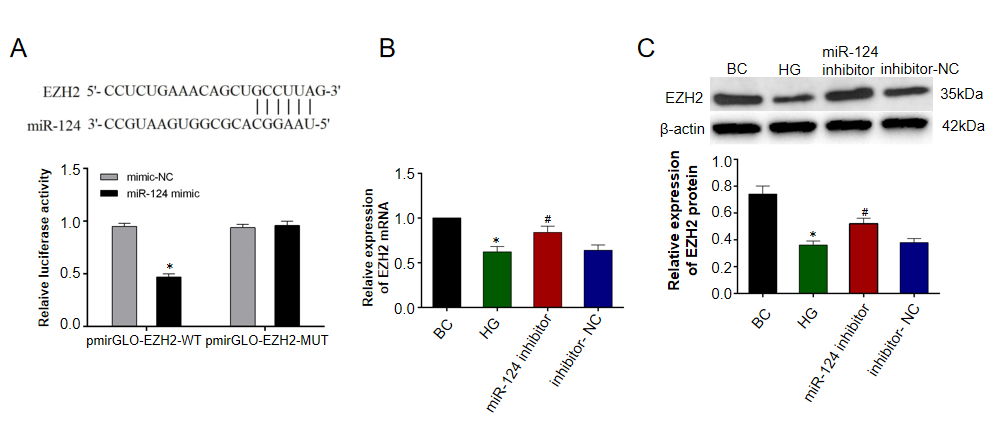 A
EZH2 5'- CCUCUGAAACAGCUGCCUUAG-3'
miR-124 3'-CCGUAAGUGGCGCACGGAAU-5'
Relaive luciferase activity
1.5
1.0
0.5
0.0
mimic-NC
miR-124 mimic
*
pmirGLO-EZH2-WT pmirGLO-EZH2-MUT
B
Relaive expression
of EZH2 mRNA
1.5
1.0
0.5
0.0
*
#
BC
HG
miR-124 inhibitor
inhibitor- NC
C
BC
HG
miR-124
inhibitor
inhibitor-NC
EZH2
35kDa
β-actin
42kDa
Relative expression
of EZH2 protein
1.0
0.8
0.6
0.4
0.2
0.0
*
#
BC
HG
miR-124 inhibitor
inhibitor- NC